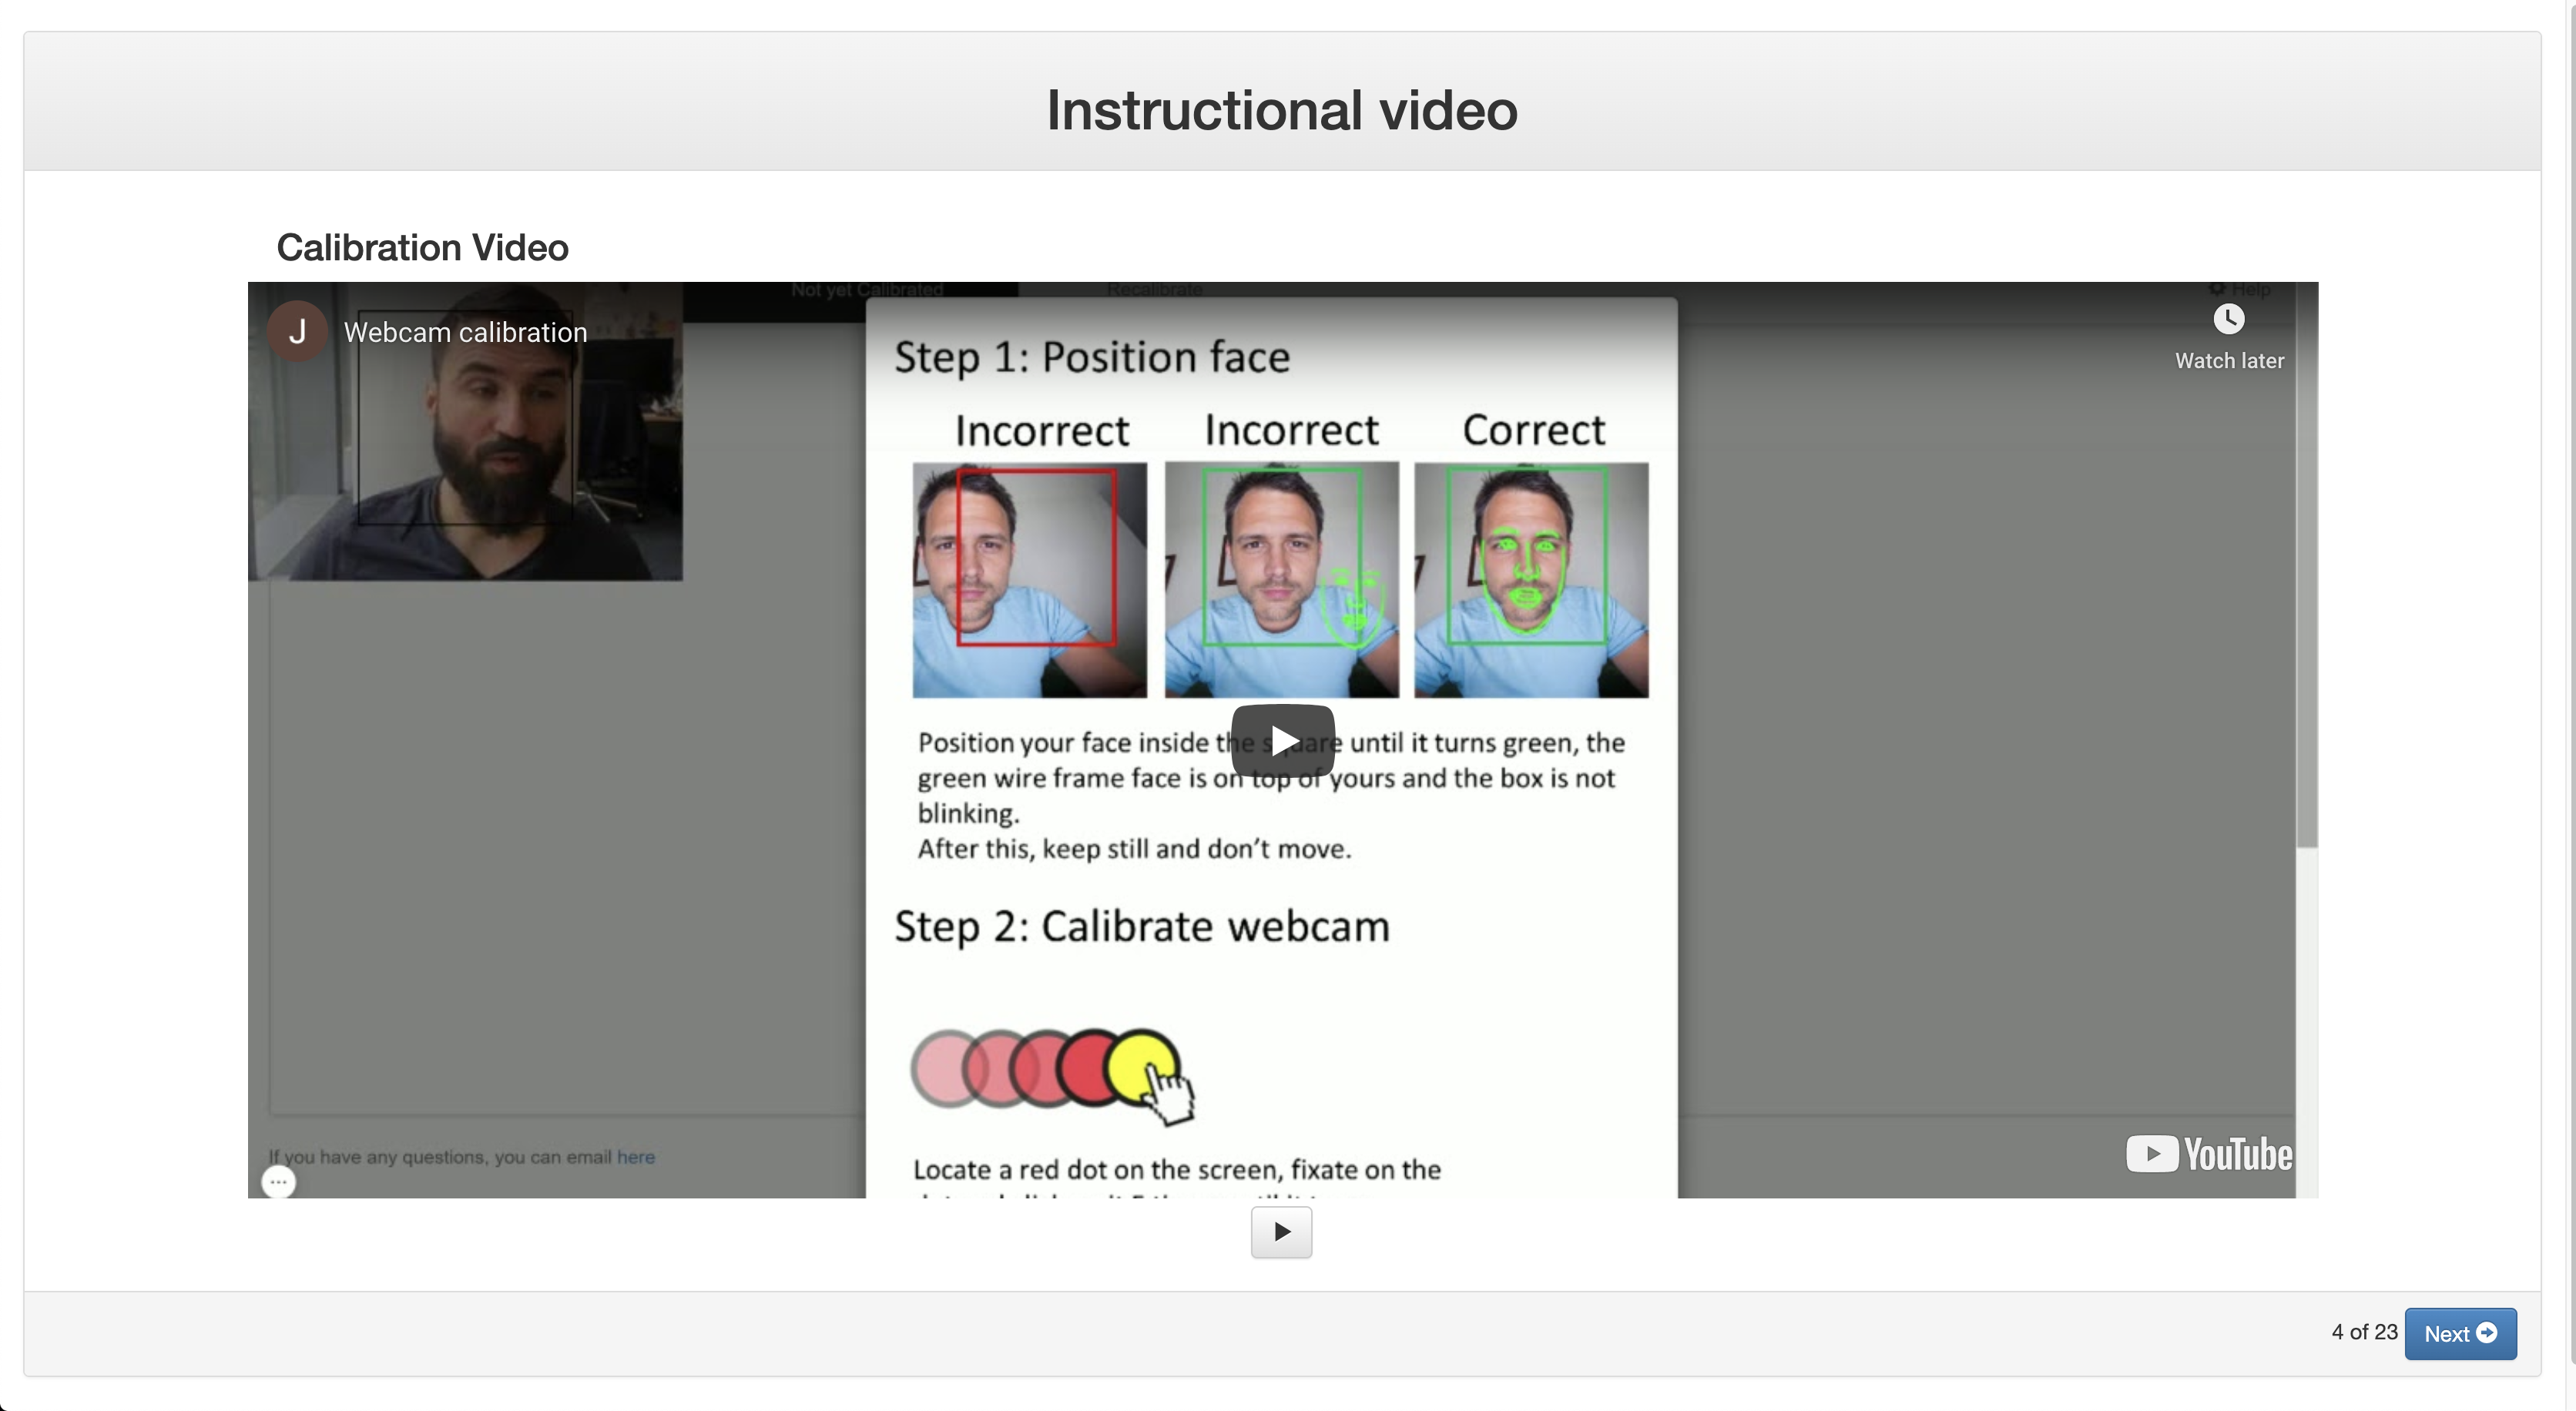 Instructional video
Calibration Video
Not yet Calibrated
Recalibrate
Help
J
Webcam calibration
Watch later
Step 1: Position face
Incorrect
Incorrect
Correct
Position your face inside the square until it turns green, the
green wire frame face is on top of yours and the box is not
blinking.
After this, keep still and don't move.
Step 2: Calibrate webcam
Locate a red dot on the screen, fixate on the
If you have any questions, you can email here
YouTube
4 of 23
Next